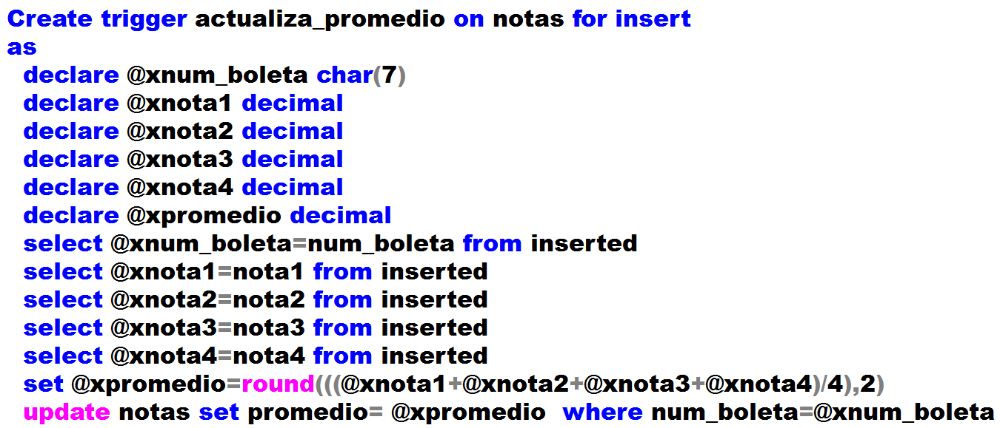 Create trigger actualiza_promedio on notas for insert
as
declare @xnum_boleta char(7)
declare @xnota1 decimal
declare @xnota2 decimal
declare @xnota3 decimal
declare @xnota4 decimal
declare @xpromedio decimal
select @xnum_boleta=num_boleta from inserted
select @xnota1=nota1 from inserted
select @xnota2=nota2 from inserted
select @xnota3=nota3 from inserted
select @xnota4=nota4 from inserted
set @xpromedio=round(((@xnota1+@xnota2+@xnota3+@xnota4)/4),2)
update notas set promedio= @xpromedio  where num_boleta=@xnum_boleta